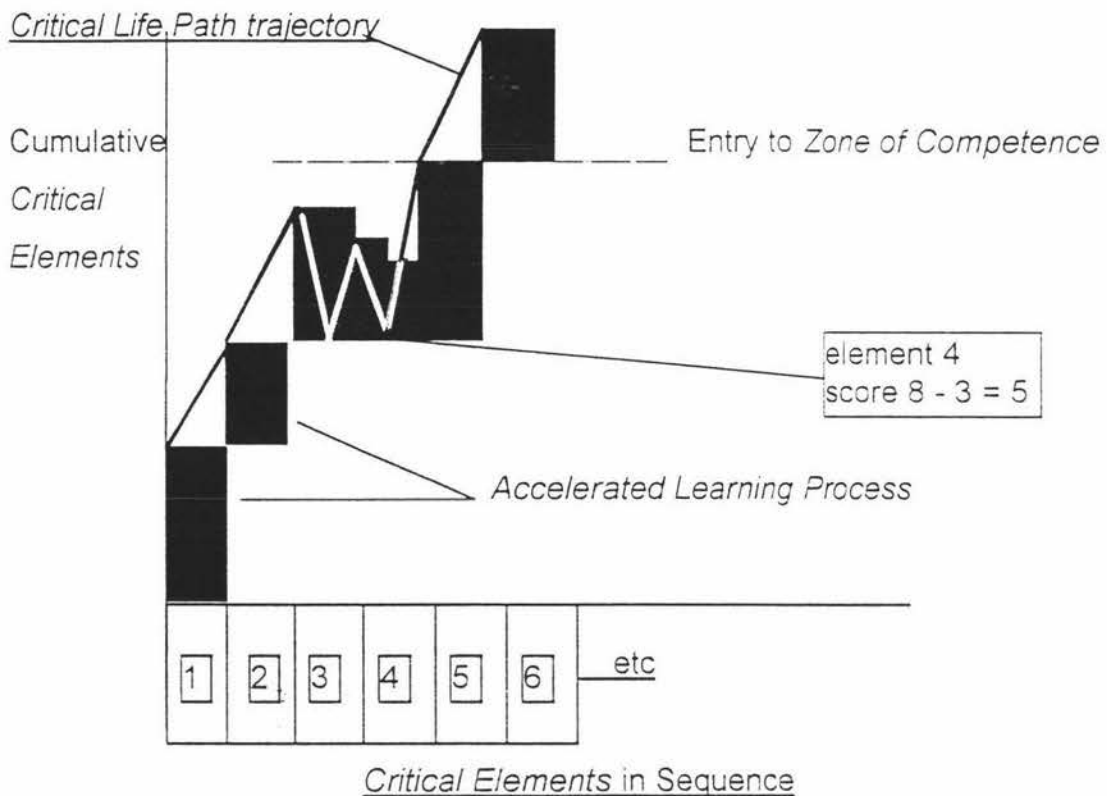 Critical Life Path trajectory
Cumulative
Critical
Elements
Entry to Zone of Competence
element 4
score 8 - 3 = 5
Accelerated Learning Process
1 2 3 4 5 6 etc
Critical Elements in Sequence